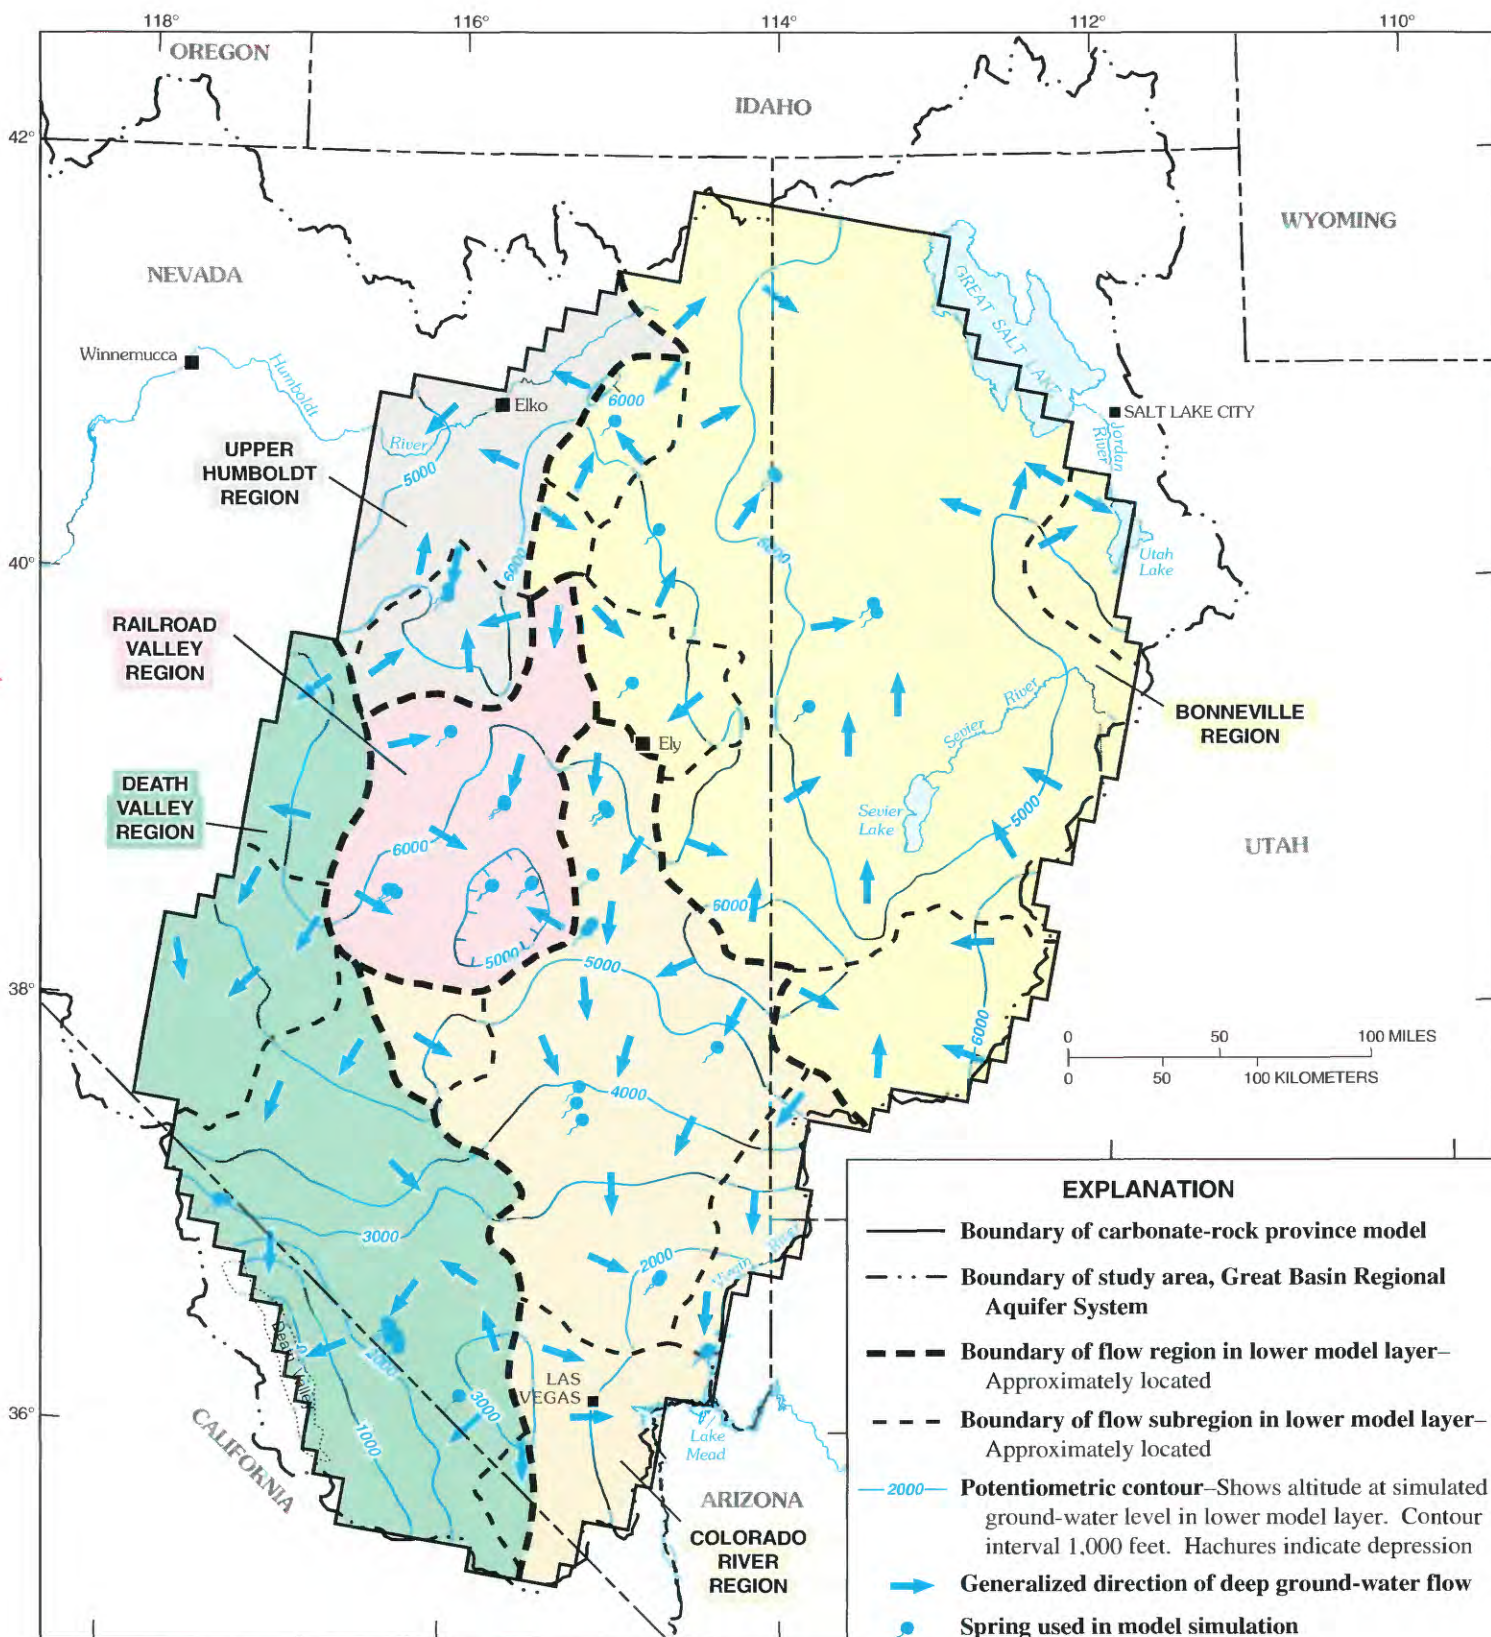 118°
116°
114°
112°
110°
OREGON
IDAHO
42°
WYOMING
NEVADA
GREAT SALT LAKE
Winnemucca
Humboldt
River
Elko
6000
SALT LAKE CITY
Jordan
River
UPPER
HUMBOLDT
REGION
5000
6000
6000
40°
Utah
Lake
RAILROAD
VALLEY
REGION
BONNEVILLE
REGION
Sevier
River
Ely
DEATH
VALLEY
REGION
Sevier
Lake
5000
6000
UTAH
6000
5000
5000
38°
6000
0 50 100 MILES
0 50 100 KILOMETERS
4000
3000
2000
River
Death Valley
2000
LAS
VEGAS
3000
36°
1000
Lake
Mead
CALIFORNIA
ARIZONA
COLORADO
RIVER
REGION
EXPLANATION
Boundary of carbonate-rock province model
Boundary of study area, Great Basin Regional
Aquifer System
Boundary of flow region in lower model layer–
Approximately located
Boundary of flow subregion in lower model layer–
Approximately located
2000 Potentiometric contour–Shows altitude at simulated
ground-water level in lower model layer. Contour
interval 1,000 feet. Hachures indicate depression
Generalized direction of deep ground-water flow
Spring used in model simulation